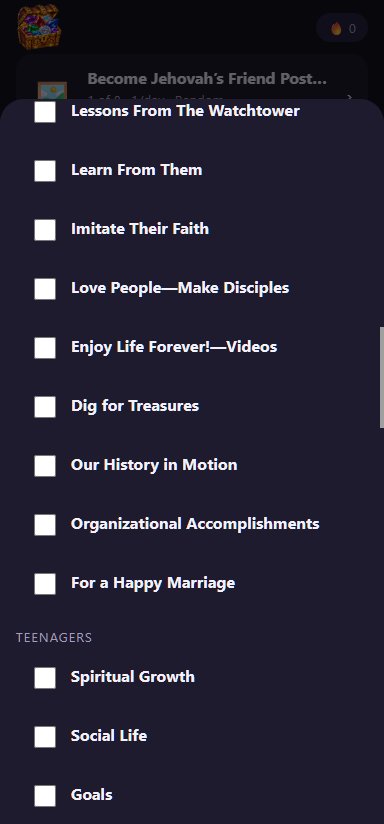 0
Become Jehovah's Friend Post...
Lessons From The Watchtower
Learn From Them
Imitate Their Faith
Love People—Make Disciples
Enjoy Life Forever!—Videos
Dig for Treasures
Our History in Motion
Organizational Accomplishments
For a Happy Marriage
TEENAGERS
Spiritual Growth
Social Life
Goals